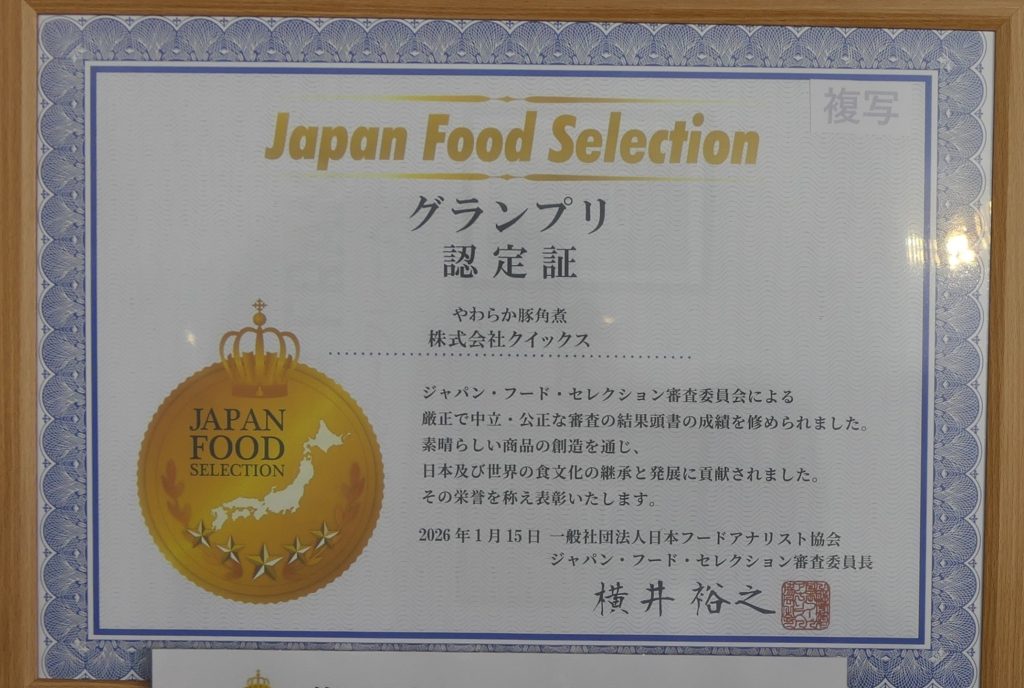 複写
Japan Food Selection
グランプリ
認定証
やわらか豚角煮
株式会社クイックス
JAPAN
FOOD
SELECTION
ジャパン・フード・セレクション審査委員会による
厳正で中立・公正な審査の結果頭書の成績を修められました。
素晴らしい商品の創造を通じ、
日本及び世界の食文化の継承と発展に貢献されました。
その栄誉を称え表彰いたします。
2026年1月15日 一般社団法人日本フードアナリスト協会
ジャパン・フード・セレクション審査委員長
横井裕之